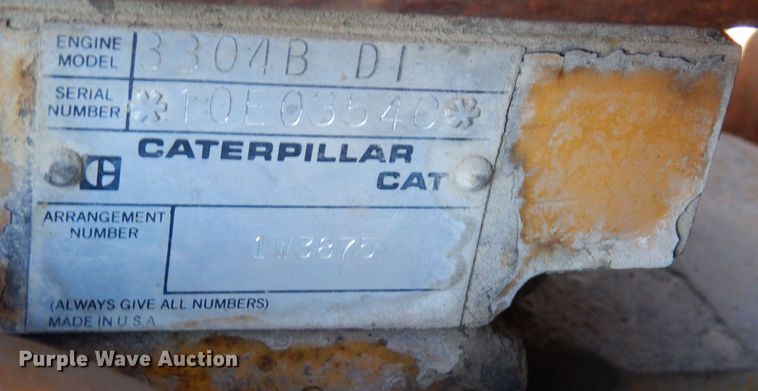 ENGINE MODEL 3304B DI
SERIAL NUMBER *10E03540*
CATERPILLAR
CAT
ARRANGEMENT NUMBER 1W3875
(ALWAYS GIVE ALL NUMBERS)
MADE IN U.S.A
Purple Wave Auction